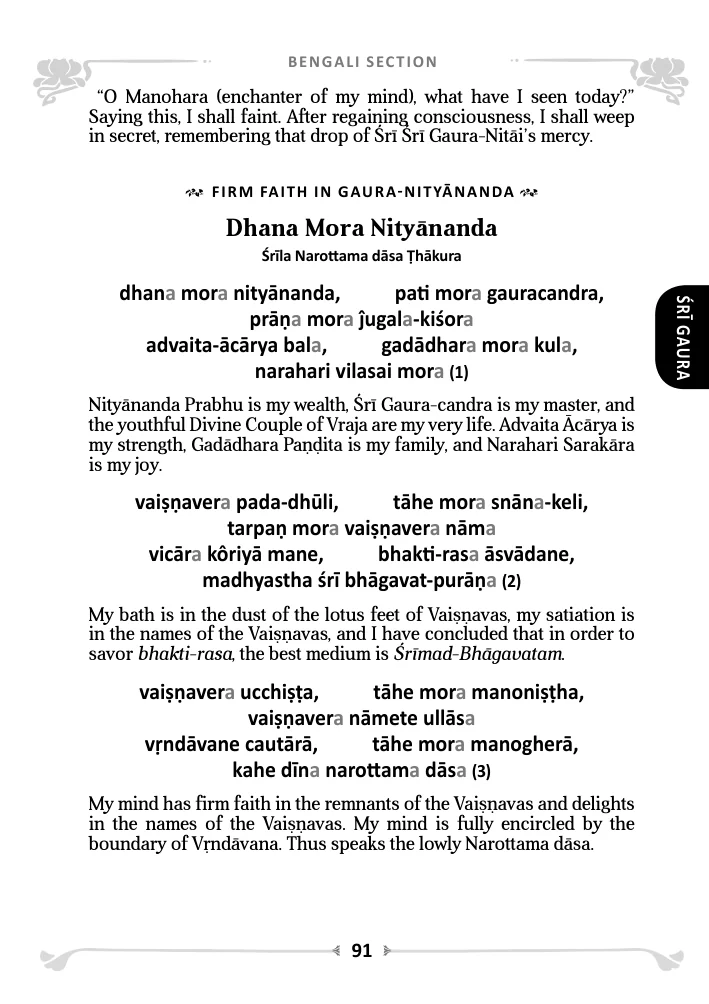 BENGALI SECTION
“O Manohara (enchanter of my mind), what have I seen today?”
Saying this, I shall faint. After regaining consciousness, I shall weep
in secret, remembering that drop of Śrī Śrī Gaura-Nitāi’s mercy.
FIRM FAITH IN GAURA-NITYĀNANDA
Dhana Mora Nityānanda
Śrīla Narottama dāsa Ṭhākura
dhana mora nityānanda, pati mora gauracandra,
prāṇa mora ĵugala-kiśora
advaita-ācārya bala, gadādhara mora kula,
narahari vilasai mora (1)
Nityānanda Prabhu is my wealth, Śrī Gaura-candra is my master, and
the youthful Divine Couple of Vraja are my very life. Advaita Ācārya is
my strength, Gadādhara Paṇḍita is my family, and Narahari Sarakāra
is my joy.
vaiṣṇavera pada-dhūli, tāhe mora snāna-keli,
tarpaṇ mora vaiṣṇavera nāma
vicāra kôriyā mane, bhakti-rasa āsvādane,
madhyastha śrī bhāgavat-purāṇa (2)
My bath is in the dust of the lotus feet of Vaiṣṇavas, my satiation is
in the names of the Vaiṣṇavas, and I have concluded that in order to
savor bhakti-rasa, the best medium is Śrīmad-Bhāgavatam.
vaiṣṇavera ucchiṣṭa, tāhe mora manoniṣṭha,
vaiṣṇavera nāmete ullāsa
vṛndāvane cautārā, tāhe mora manogherā,
kahe dīna narottama dāsa (3)
My mind has firm faith in the remnants of the Vaiṣṇavas and delights
in the names of the Vaiṣṇavas. My mind is fully encircled by the
boundary of Vṛndāvana. Thus speaks the lowly Narottama dāsa.
ŚRĪ GAURA
91